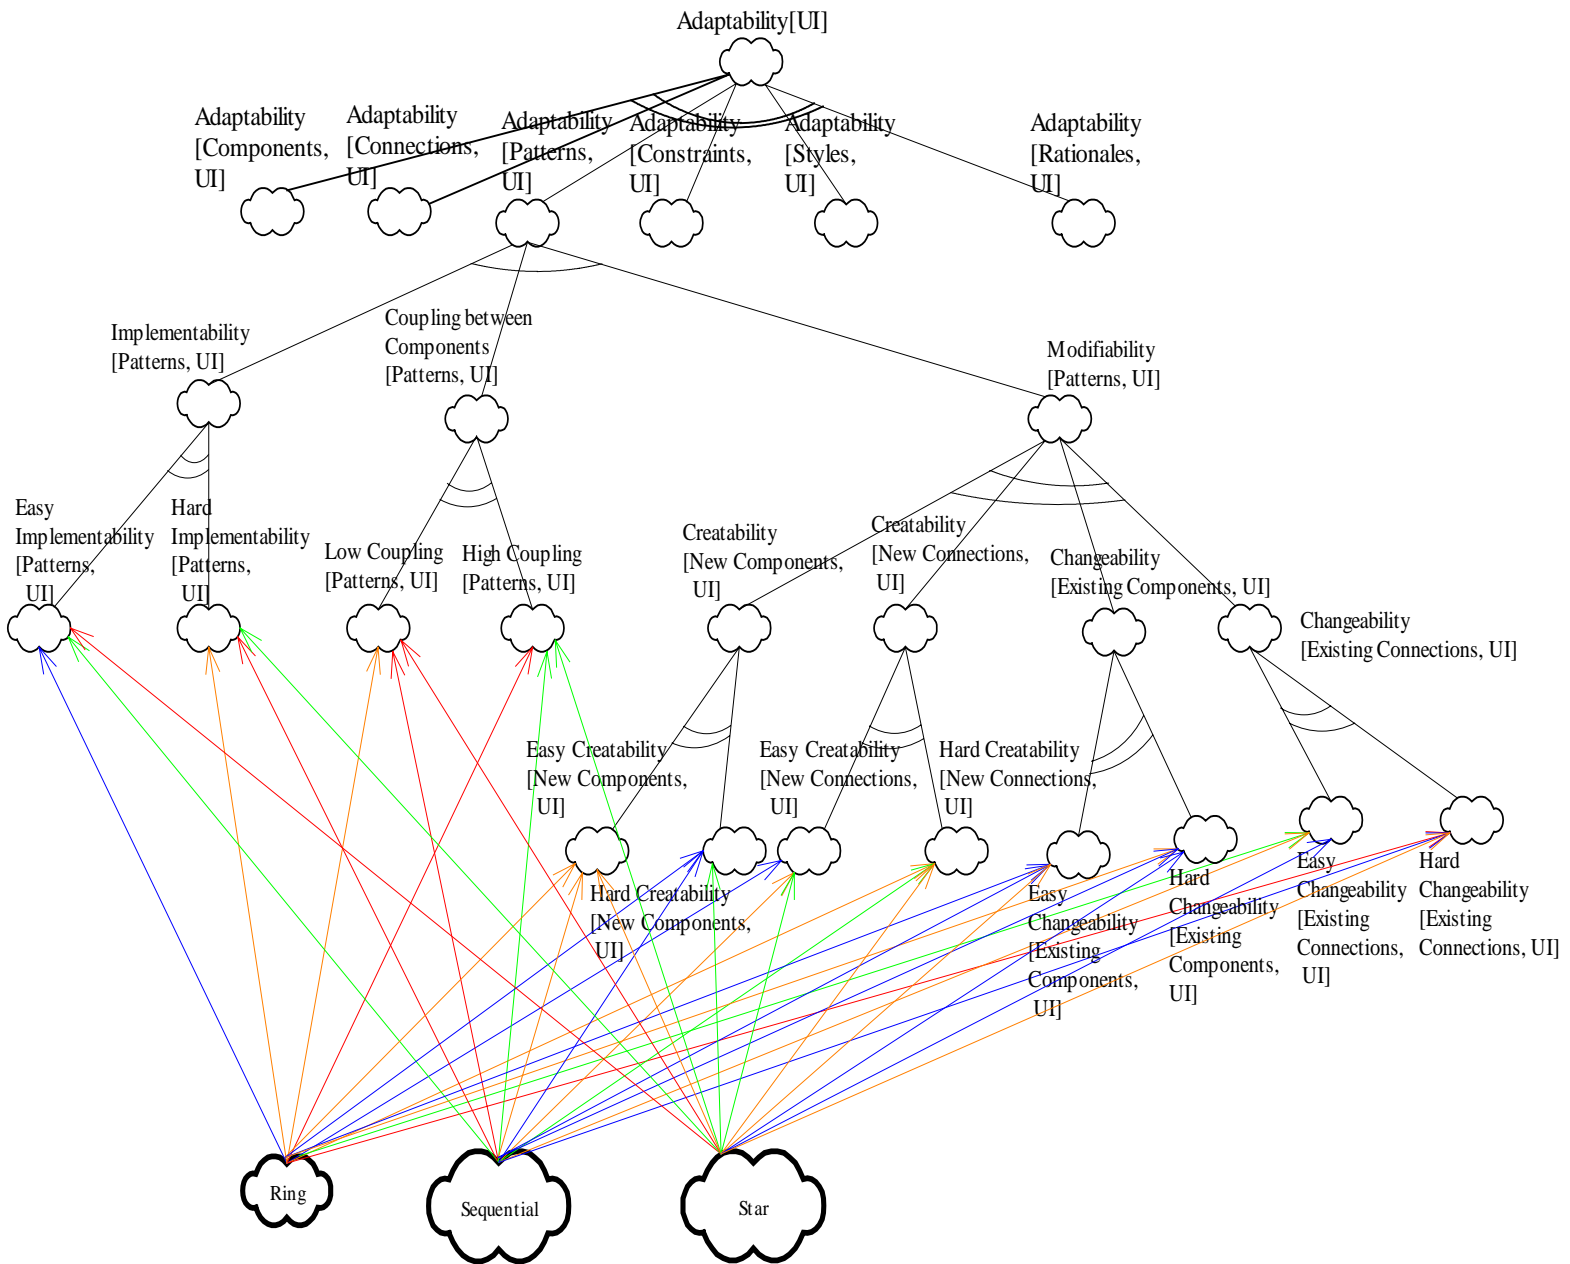 Adaptability[UI]
Adaptability
[Components,
UI]
Adaptability
[Connections,
UI]
Adaptability
[Patterns,
UI]
Adaptability
[Constraints,
UI]
Adaptability
[Styles,
UI]
Adaptability
[Rationales,
UI]
Implementability
[Patterns, UI]
Coupling between
Components
[Patterns, UI]
Modifiability
[Patterns, UI]
Easy
Implementability
[Patterns,
UI]
Hard
Implementability
[Patterns,
UI]
Low Coupling
[Patterns, UI]
High Coupling
[Patterns, UI]
Creatability
[New Components,
UI]
Creatability
[New Connections,
UI]
Changeability
[Existing Components, UI]
Changeability
[Existing Connections, UI]
Easy Creatability
[New Components,
UI]
Hard Creatability
[New Components,
UI]
Easy Creatability
[New Connections,
UI]
Hard Creatability
[New Connections,
UI]
Easy
Changeability
[Existing
Components,
UI]
Hard
Changeability
[Existing
Components,
UI]
Easy
Changeability
[Existing
Connections,
UI]
Hard
Changeability
[Existing
Connections, UI]
Ring
Sequential
Star